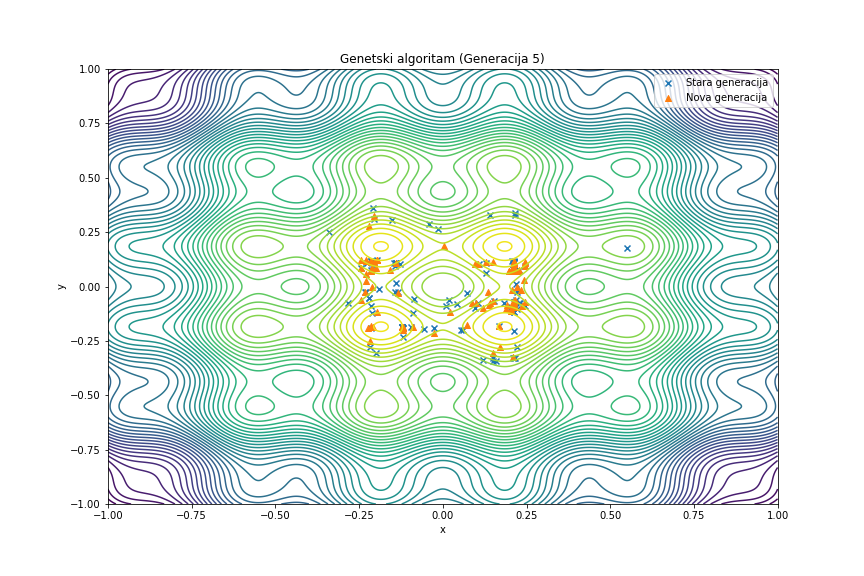 Genetski algoritam (Generacija 5)
Stara generacija
Nova generacija
1.00
0.75
0.50
0.25
0.00
−0.25
−0.50
−0.75
−1.00
y
−1.00 −0.75 −0.50 −0.25 0.00 0.25 0.50 0.75 1.00
x